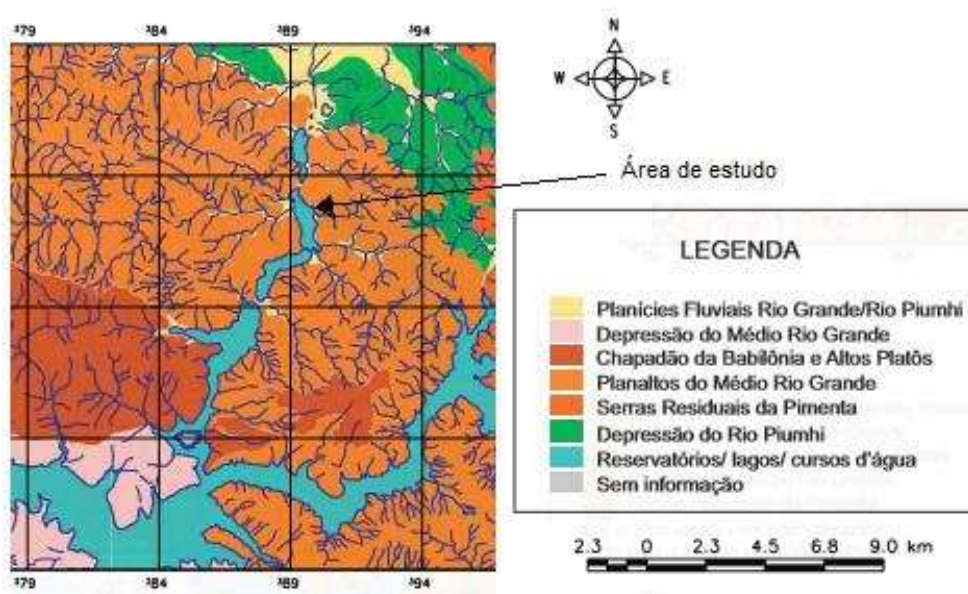 ³79 ³84 ³89 ³94
N
W E
S
Área de estudo
LEGENDA
Planícies Fluviais Rio Grande/Rio Piumhi
Depressão do Médio Rio Grande
Chapadão da Babilônia e Altos Platôs
Planaltos do Médio Rio Grande
Serras Residuais da Pimenta
Depressão do Rio Piumhi
Reservatórios/ lagos/ cursos d'água
Sem informação
2.3 0 2.3 4.5 6.8 9.0 km
³79 ³84 ³89 ³94